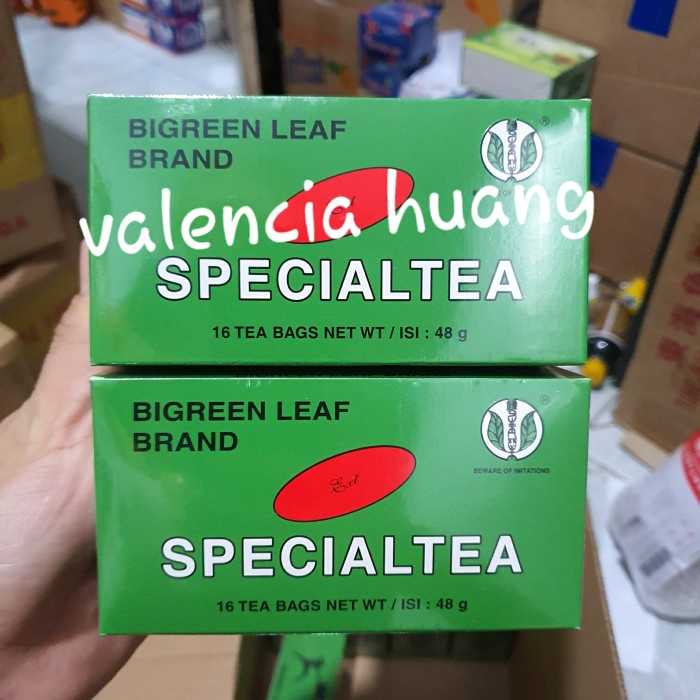 BIGREEN LEAF
BRAND
®
valencia huang
SPECIALTEA
16 TEA BAGS NET WT / ISI : 48 g
BIGREEN LEAF
BRAND
®
BEWARE OF IMITATIONS
Ext
SPECIALTEA
16 TEA BAGS NET WT / ISI : 48 g